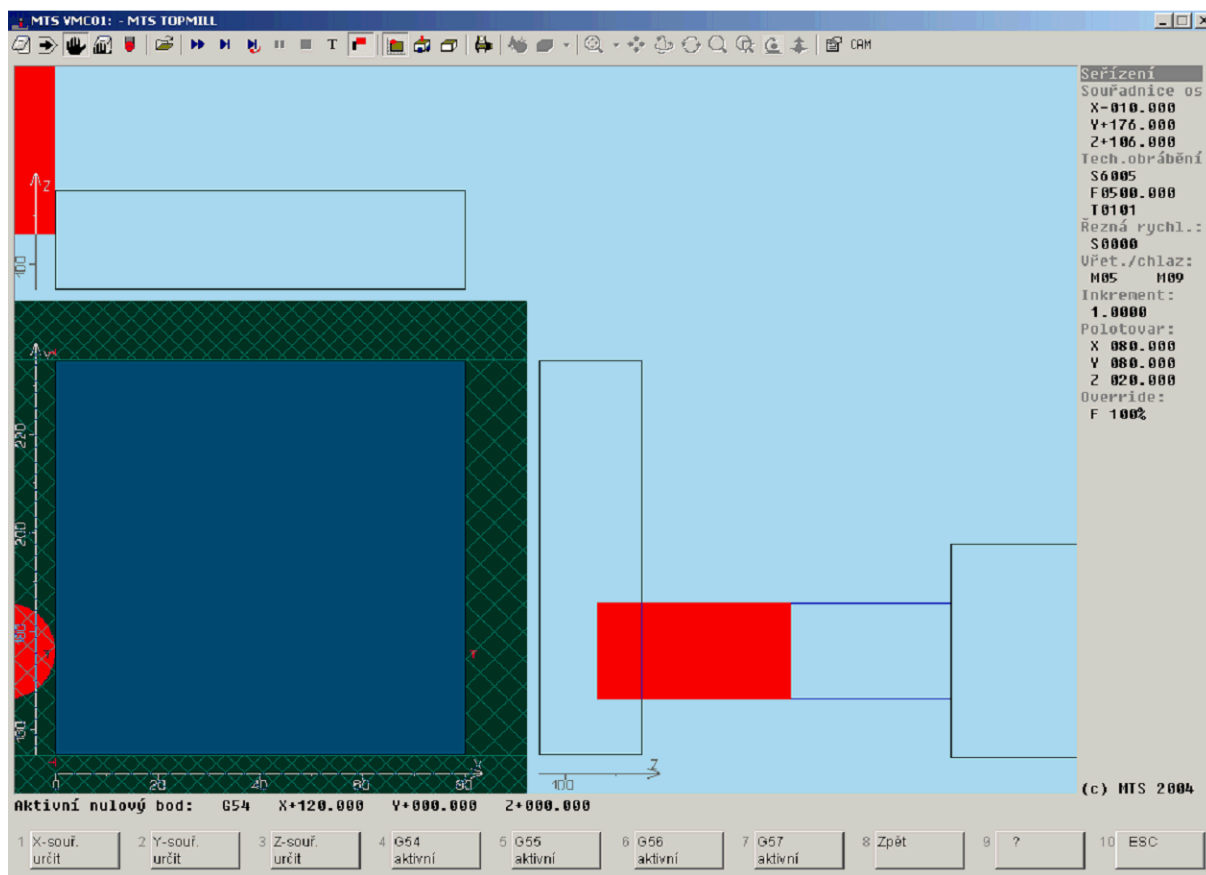 MTS VMC01: - MTS TOPMILL
T CAM
Seřízení
Souřadnice os
X-010.000
Y+176.000
Z+106.000
Tech.obrábění
S6005
F0500.000
T0101
Řezná rychl.:
S0000
Vřet./chlaz:
M05 M09
Inkrement:
1.0000
Polotovar:
X 080.000
Y 080.000
Z 020.000
Override:
F 100%
(c) MTS 2004
Z
100
220
200
0 20 40 60 80
100
Z
Aktivní nulový bod: G54 X+120.000 Y+000.000 Z+000.000
1 X-souř. určit
2 Y-souř. určit
3 Z-souř. určit
4 G54 aktivní
5 G55 aktivní
6 G56 aktivní
7 G57 aktivní
8 Zpět
9 ?
10 ESC